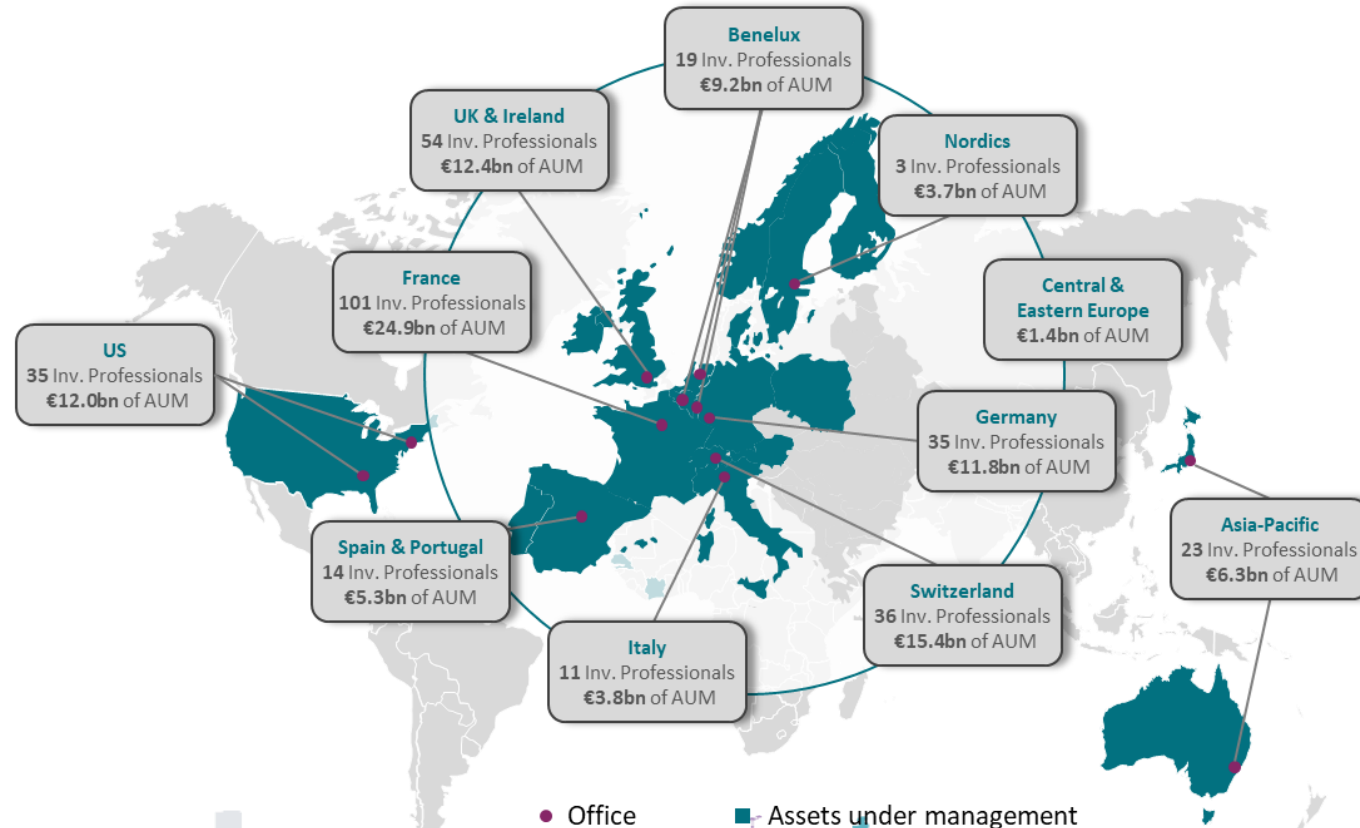 Benelux
19 Inv. Professionals
€9.2bn of AUM
UK & Ireland
54 Inv. Professionals
€12.4bn of AUM
Nordics
3 Inv. Professionals
€3.7bn of AUM
France
101 Inv. Professionals
€24.9bn of AUM
Central &
Eastern Europe
€1.4bn of AUM
US
35 Inv. Professionals
€12.0bn of AUM
Germany
35 Inv. Professionals
€11.8bn of AUM
Spain & Portugal
14 Inv. Professionals
€5.3bn of AUM
Asia-Pacific
23 Inv. Professionals
€6.3bn of AUM
Switzerland
36 Inv. Professionals
€15.4bn of AUM
Italy
11 Inv. Professionals
€3.8bn of AUM
Office
Assets under management